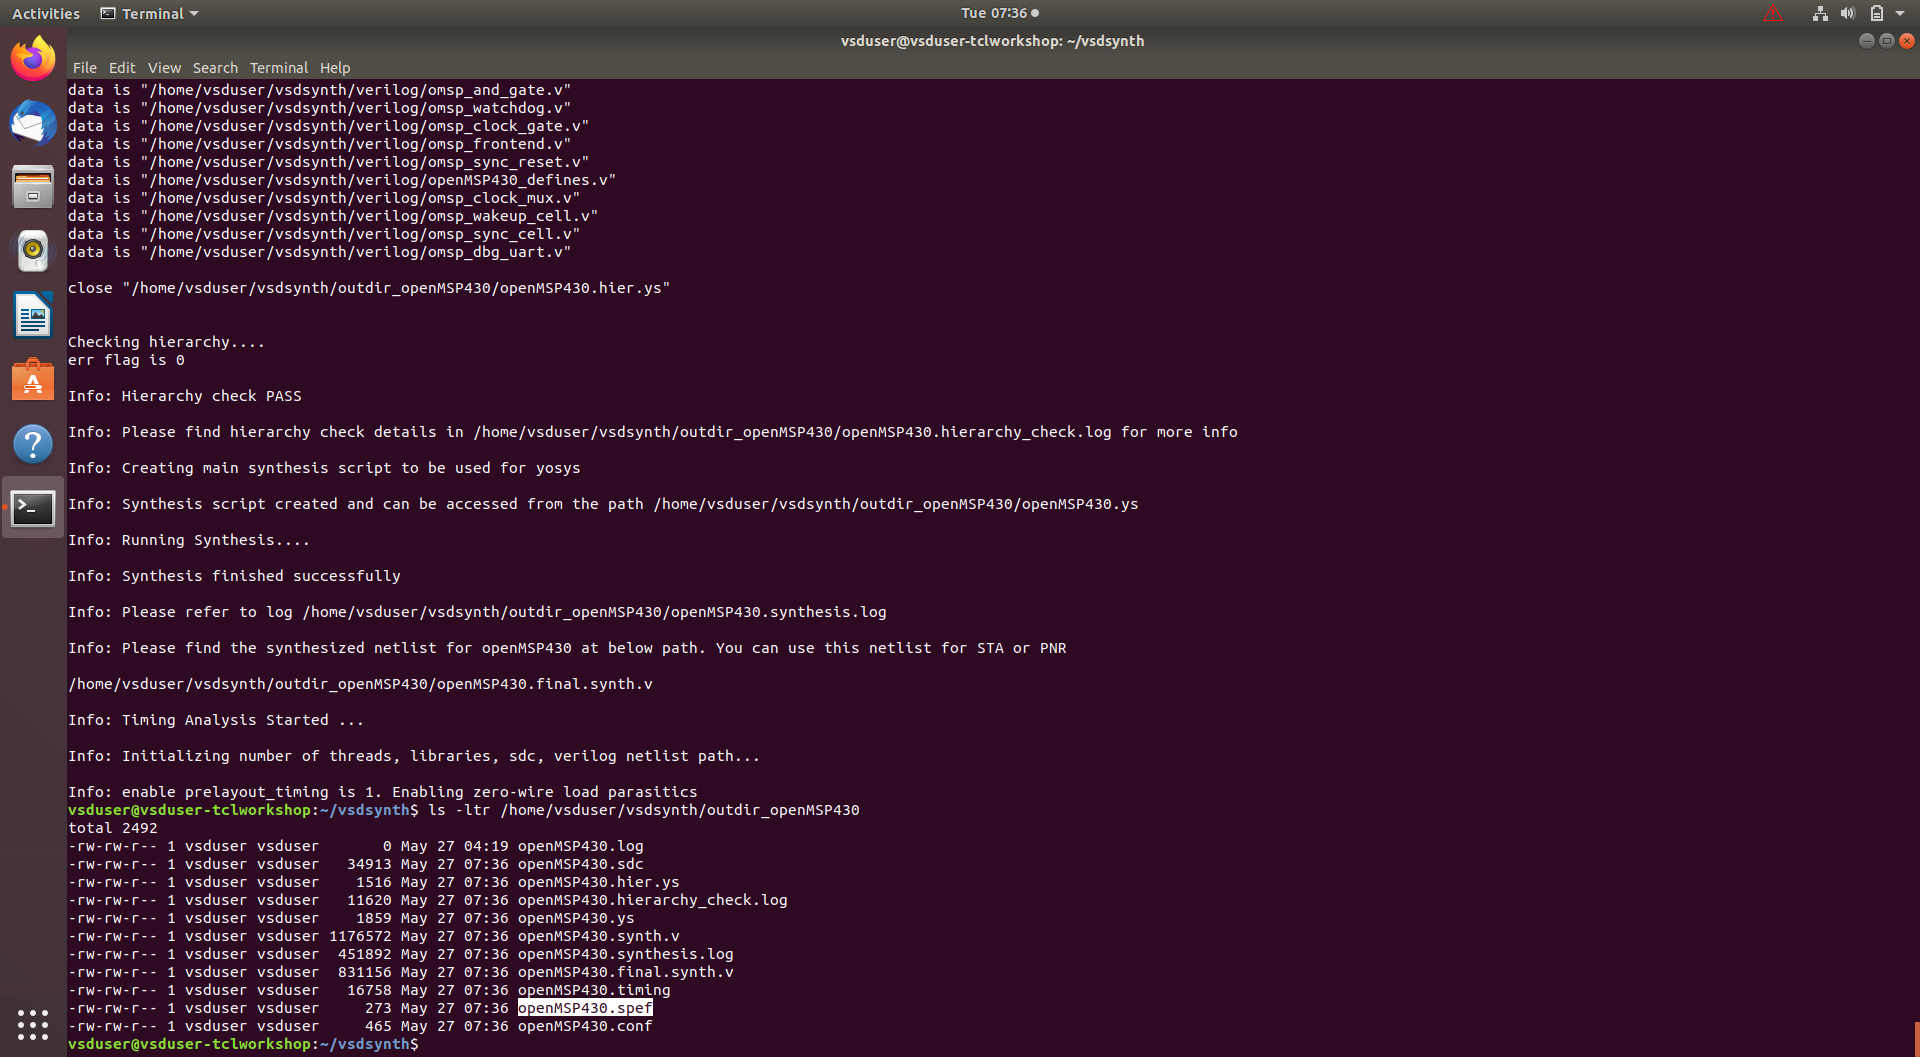 Activities Terminal Tue 07:36
vsduser@vsduser-tclworkshop: ~/vsdsynth
File Edit View Search Terminal Help
data is "/home/vsduser/vsdsynth/verilog/omsp_and_gate.v"
data is "/home/vsduser/vsdsynth/verilog/omsp_watchdog.v"
data is "/home/vsduser/vsdsynth/verilog/omsp_clock_gate.v"
data is "/home/vsduser/vsdsynth/verilog/omsp_frontend.v"
data is "/home/vsduser/vsdsynth/verilog/omsp_sync_reset.v"
data is "/home/vsduser/vsdsynth/verilog/openMSP430_defines.v"
data is "/home/vsduser/vsdsynth/verilog/omsp_clock_mux.v"
data is "/home/vsduser/vsdsynth/verilog/omsp_wakeup_cell.v"
data is "/home/vsduser/vsdsynth/verilog/omsp_sync_cell.v"
data is "/home/vsduser/vsdsynth/verilog/omsp_dbg_uart.v"
close "/home/vsduser/vsdsynth/outdir_openMSP430/openMSP430.hier.ys"
Checking hierarchy....
err flag is 0
Info: Hierarchy check PASS
Info: Please find hierarchy check details in /home/vsduser/vsdsynth/outdir_openMSP430/openMSP430.hierarchy_check.log for more info
Info: Creating main synthesis script to be used for yosys
Info: Synthesis script created and can be accessed from the path /home/vsduser/vsdsynth/outdir_openMSP430/openMSP430.ys
Info: Running Synthesis....
Info: Synthesis finished successfully
Info: Please refer to log /home/vsduser/vsdsynth/outdir_openMSP430/openMSP430.synthesis.log
Info: Please find the synthesized netlist for openMSP430 at below path. You can use this netlist for STA or PNR
/home/vsduser/vsdsynth/outdir_openMSP430/openMSP430.final.synth.v
Info: Timing Analysis Started ...
Info: Initializing number of threads, libraries, sdc, verilog netlist path...
Info: enable prelayout_timing is 1. Enabling zero-wire load parasitics
vsduser@vsduser-tclworkshop:~/vsdsynth$ ls -ltr /home/vsduser/vsdsynth/outdir_openMSP430
total 2492
-rw-rw-r-- 1 vsduser vsduser       0 May 27 04:19 openMSP430.log
-rw-rw-r-- 1 vsduser vsduser   34913 May 27 07:36 openMSP430.sdc
-rw-rw-r-- 1 vsduser vsduser    1516 May 27 07:36 openMSP430.hier.ys
-rw-rw-r-- 1 vsduser vsduser   11620 May 27 07:36 openMSP430.hierarchy_check.log
-rw-rw-r-- 1 vsduser vsduser    1859 May 27 07:36 openMSP430.ys
-rw-rw-r-- 1 vsduser vsduser 1176572 May 27 07:36 openMSP430.synth.v
-rw-rw-r-- 1 vsduser vsduser  451892 May 27 07:36 openMSP430.synthesis.log
-rw-rw-r-- 1 vsduser vsduser  831156 May 27 07:36 openMSP430.final.synth.v
-rw-rw-r-- 1 vsduser vsduser   16758 May 27 07:36 openMSP430.timing
-rw-rw-r-- 1 vsduser vsduser     273 May 27 07:36 openMSP430.spef
-rw-rw-r-- 1 vsduser vsduser     465 May 27 07:36 openMSP430.conf
vsduser@vsduser-tclworkshop:~/vsdsynth$